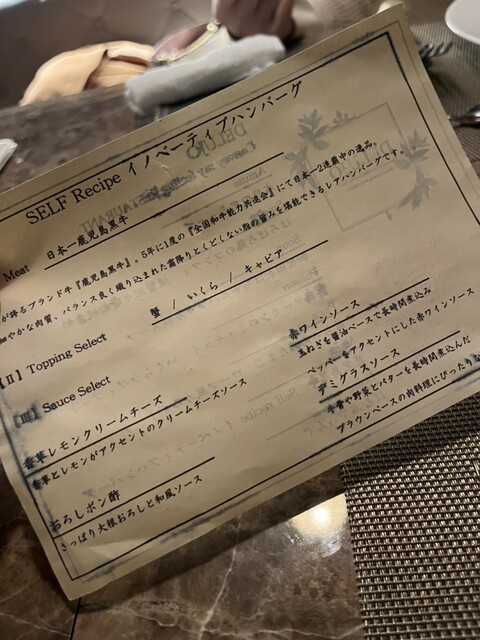 SELF Recipe イノベーティブハンバーグ
Meat 日本一鹿児島黒牛
が誇るブランド牛『鹿児島黒牛』。5年に1度の『全国和牛能力共進会』にて日本一2連覇中の逸品。
細やかな肉質、バランス良く織り込まれた霜降りとくどくない脂の旨みを堪能できるレアハンバーグです。
【Ⅱ】Topping Select 蟹 / いくら / キャビア
【Ⅲ】Sauce Select
香草レモンクリームチーズ
香草とレモンがアクセントのクリームチーズソース
おろしポン酢
さっぱり大根おろしと和風ソース
赤ワインソース
玉ねぎを醤油ベースで長時間煮込み
ペッパーをアクセントにした赤ワインソース
デミグラスソース
牛骨や野菜とバターを長時間煮込んだ
ブラウンベースの肉料理にぴったり